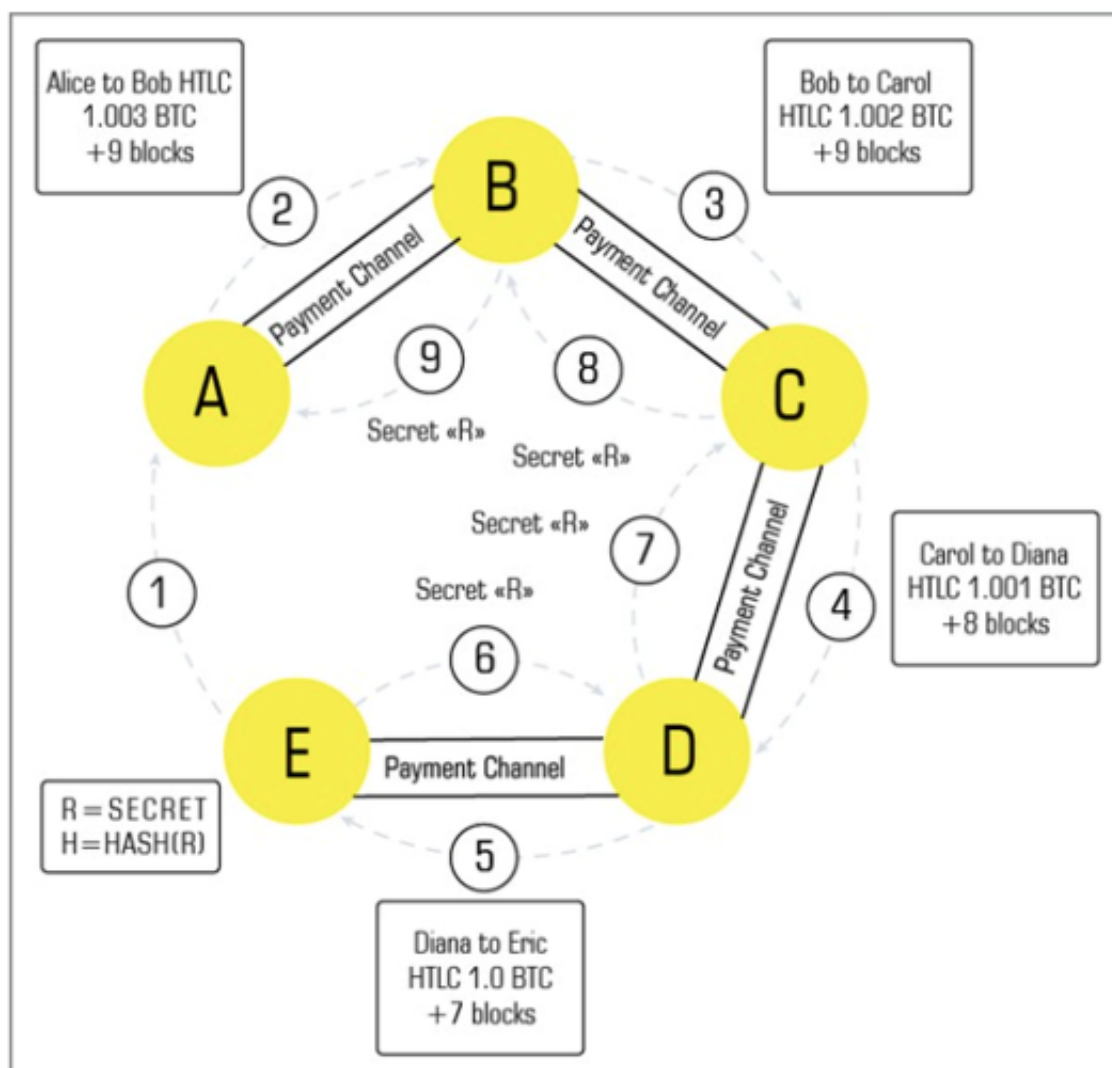 Alice to Bob HTLC
1.003 BTC
+9 blocks
Bob to Carol
HTLC 1.002 BTC
+9 blocks
B
2
3
Payment Channel
Payment Channel
A
9
8
C
Secret «R»
Secret «R»
Secret «R»
7
Payment Channel
Carol to Diana
HTLC 1.001 BTC
+8 blocks
1
4
Secret «R»
6
E
D
Payment Channel
R = SECRET
H=HASH(R)
5
Diana to Eric
HTLC 1.0 BTC
+7 blocks